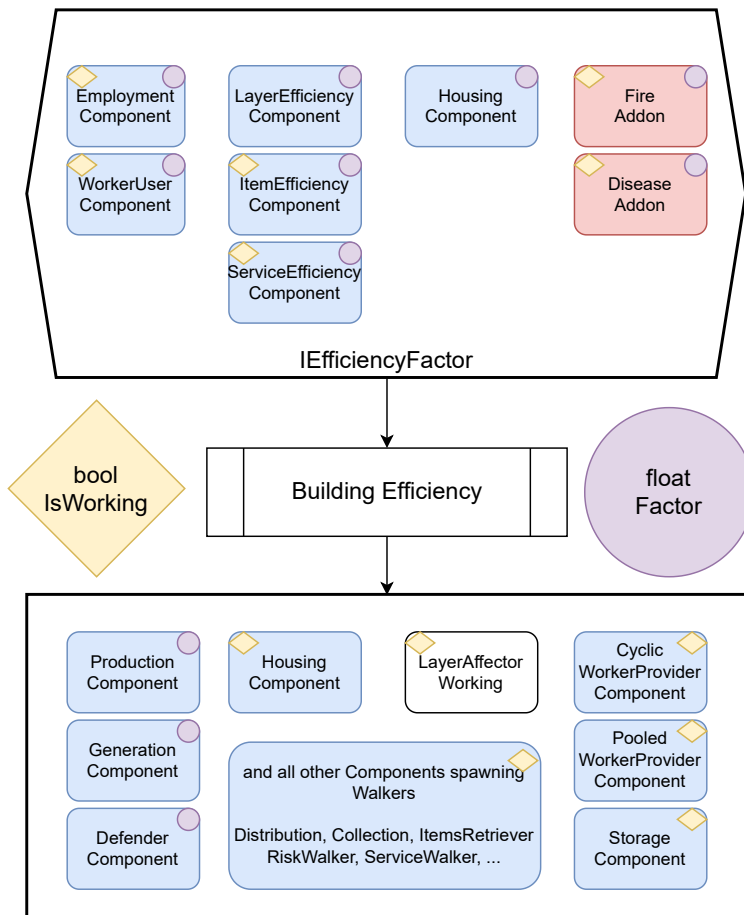 Employment
Component
LayerEfficiency
Component
Housing
Component
Fire
Addon
WorkerUser
Component
ItemEfficiency
Component
Disease
Addon
ServiceEfficiency
Component
IEfficiencyFactor
bool
IsWorking
Building Efficiency
float
Factor
Production
Component
Housing
Component
LayerAffector
Working
Cyclic
WorkerProvider
Component
Generation
Component
and all other Components spawning
Walkers
Distribution, Collection, ItemsRetriever
RiskWalker, ServiceWalker, ...
Pooled
WorkerProvider
Component
Defender
Component
Storage
Component